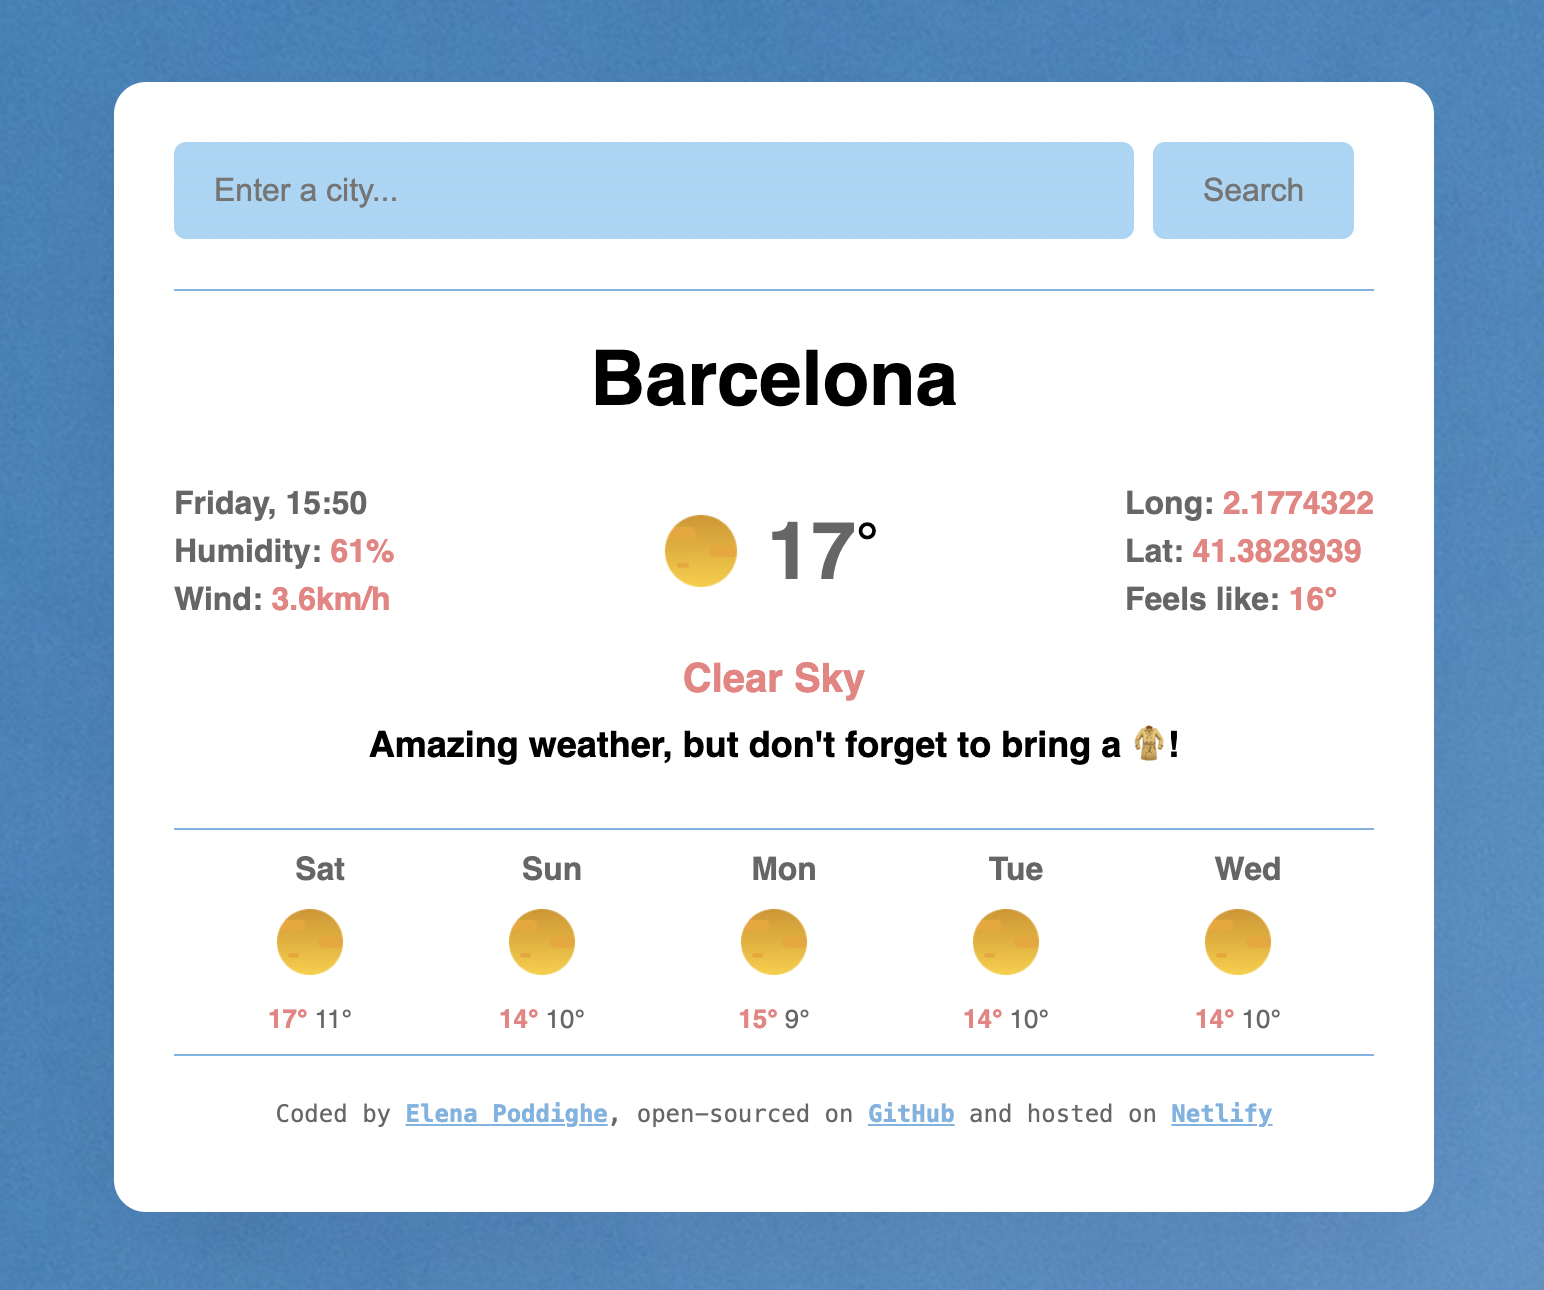 Enter a city...
Search
Barcelona
Friday, 15:50
Humidity: 61%
Wind: 3.6km/h
17°
Long: 2.1774322
Lat: 41.3828939
Feels like: 16°
Clear Sky
Amazing weather, but don't forget to bring a 🧥!
Sat Sun Mon Tue Wed
17° 11° 14° 10° 15° 9° 14° 10° 14° 10°
Coded by Elena Poddighe, open-sourced on GitHub and hosted on Netlify